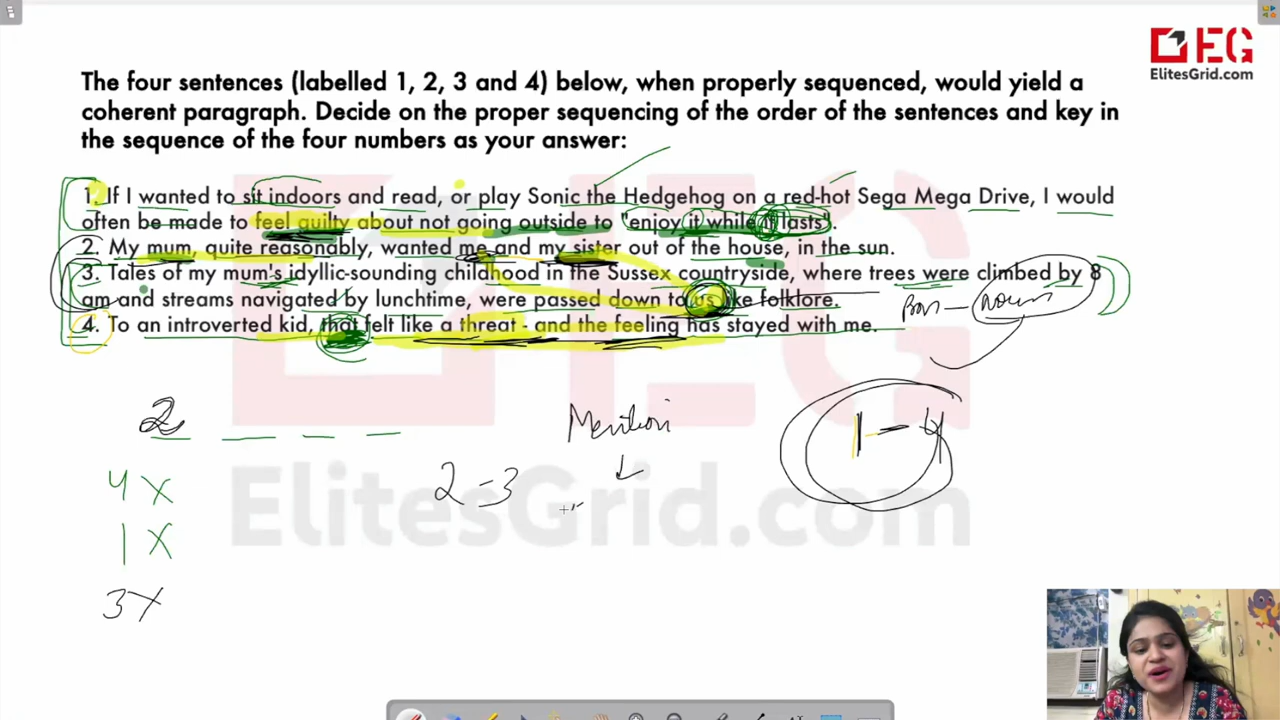 EG
ElitesGrid.com
The four sentences (labelled 1, 2, 3 and 4) below, when properly sequenced, would yield a
coherent paragraph. Decide on the proper sequencing of the order of the sentences and key in
the sequence of the four numbers as your answer:
1. If I wanted to sit indoors and read, or play Sonic the Hedgehog on a red-hot Sega Mega Drive, I would
often be made to feel guilty about not going outside to "enjoy it while it lasts".
2. My mum, quite reasonably, wanted me and my sister out of the house, in the sun.
3. Tales of my mum's idyllic-sounding childhood in the Sussex countryside, where trees were climbed by 8
am and streams navigated by lunchtime, were passed down to us like folklore.
4. To an introverted kid, that felt like a threat - and the feeling has stayed with me.
noun
2
Mention
1 - 4
4 X
2 - 3
1 X
3 X
ElitesGrid.com